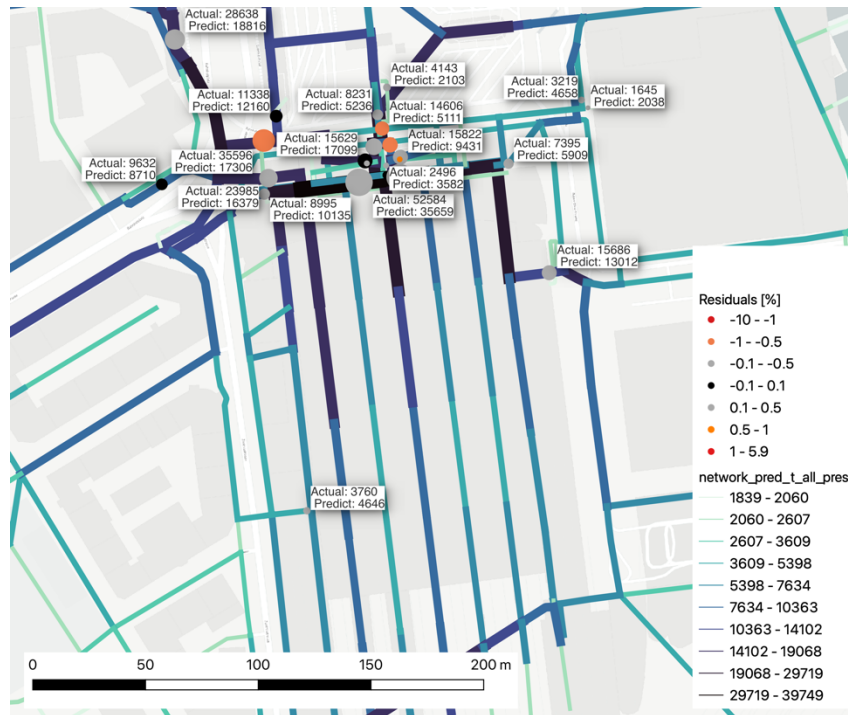 Actual: 28638
Predict: 18816
Actual: 4143
Predict: 2103
Actual: 11338
Predict: 12160
Actual: 8231
Predict: 5236
Actual: 3219
Predict: 4658
Actual: 1645
Predict: 2038
Actual: 14606
Predict: 5111
Actual: 15629
Predict: 17099
Actual: 15822
Predict: 9431
Actual: 7395
Predict: 5909
Actual: 9632
Predict: 8710
Actual: 35596
Predict: 17306
Actual: 2496
Predict: 3582
Actual: 23985
Predict: 16379
Actual: 8995
Predict: 10135
Actual: 52584
Predict: 35659
Actual: 15686
Predict: 13012
Actual: 3760
Predict: 4646
Residuals [%]
-10 - -1
-1 - -0.5
-0.1 - -0.5
-0.1 - 0.1
0.1 - 0.5
0.5 - 1
1 - 5.9
network_pred_t_all_pres
1839 - 2060
2060 - 2607
2607 - 3609
3609 - 5398
5398 - 7634
7634 - 10363
10363 - 14102
14102 - 19068
19068 - 29719
29719 - 39749
0 50 100 150 200 m